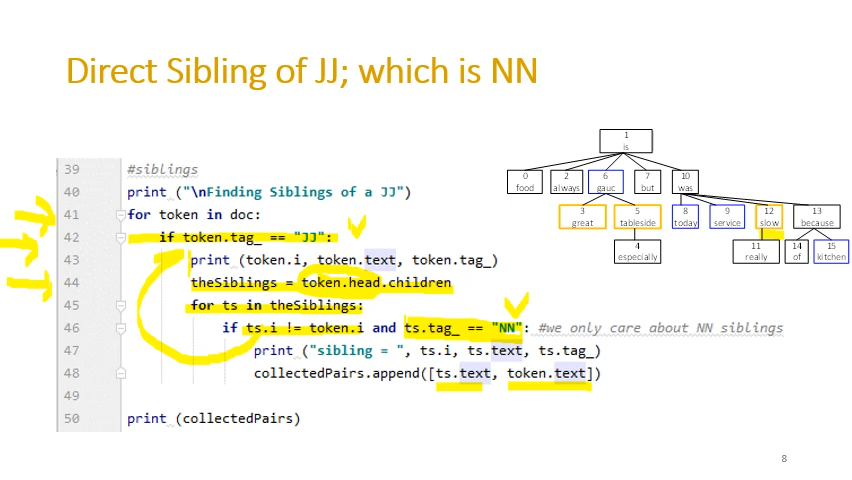 Direct Sibling of JJ; which is NN
39 #siblings
40 print ("\nFinding Siblings of a JJ")
41 for token in doc:
42 if token.tag_ == "JJ":
43 print (token.i, token.text, token.tag_)
44 theSiblings = token.head.children
45 for ts in theSiblings:
46 if ts.i != token.i and ts.tag_ == "NN": #we only care about NN siblings
47 print ("sibling = ", ts.i, ts.text, ts.tag_)
48 collectedPairs.append([ts.text, token.text])
49
50 print (collectedPairs)
1
is
0
food
2
always
6
gauc
7
but
10
was
3
great
5
tableside
8
today
9
service
12
slow
13
because
4
especially
11
really
14
of
15
kitchen
8